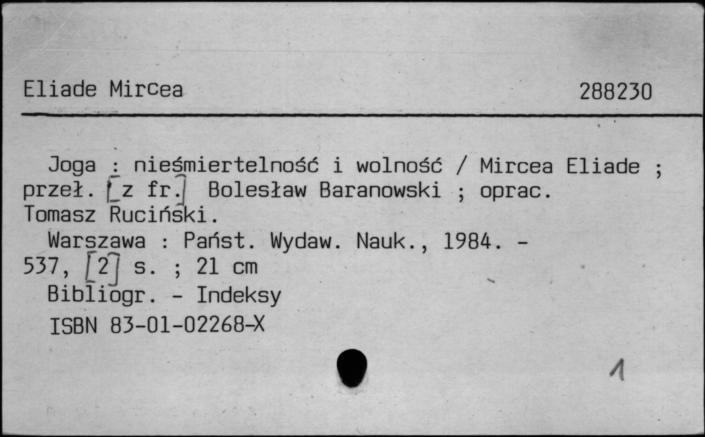 Eliade Mircea 288230
Joga : nieśmiertelność i wolność / Mircea Eliade ;
przeł. [z fr.] Bolesław Baranowski ; oprac.
Tomasz Ruciński.
Warszawa : Państ. Wydaw. Nauk., 1984. -
537, [2] s. ; 21 cm
Bibliogr. - Indeksy
ISBN 83-01-02268-X
1